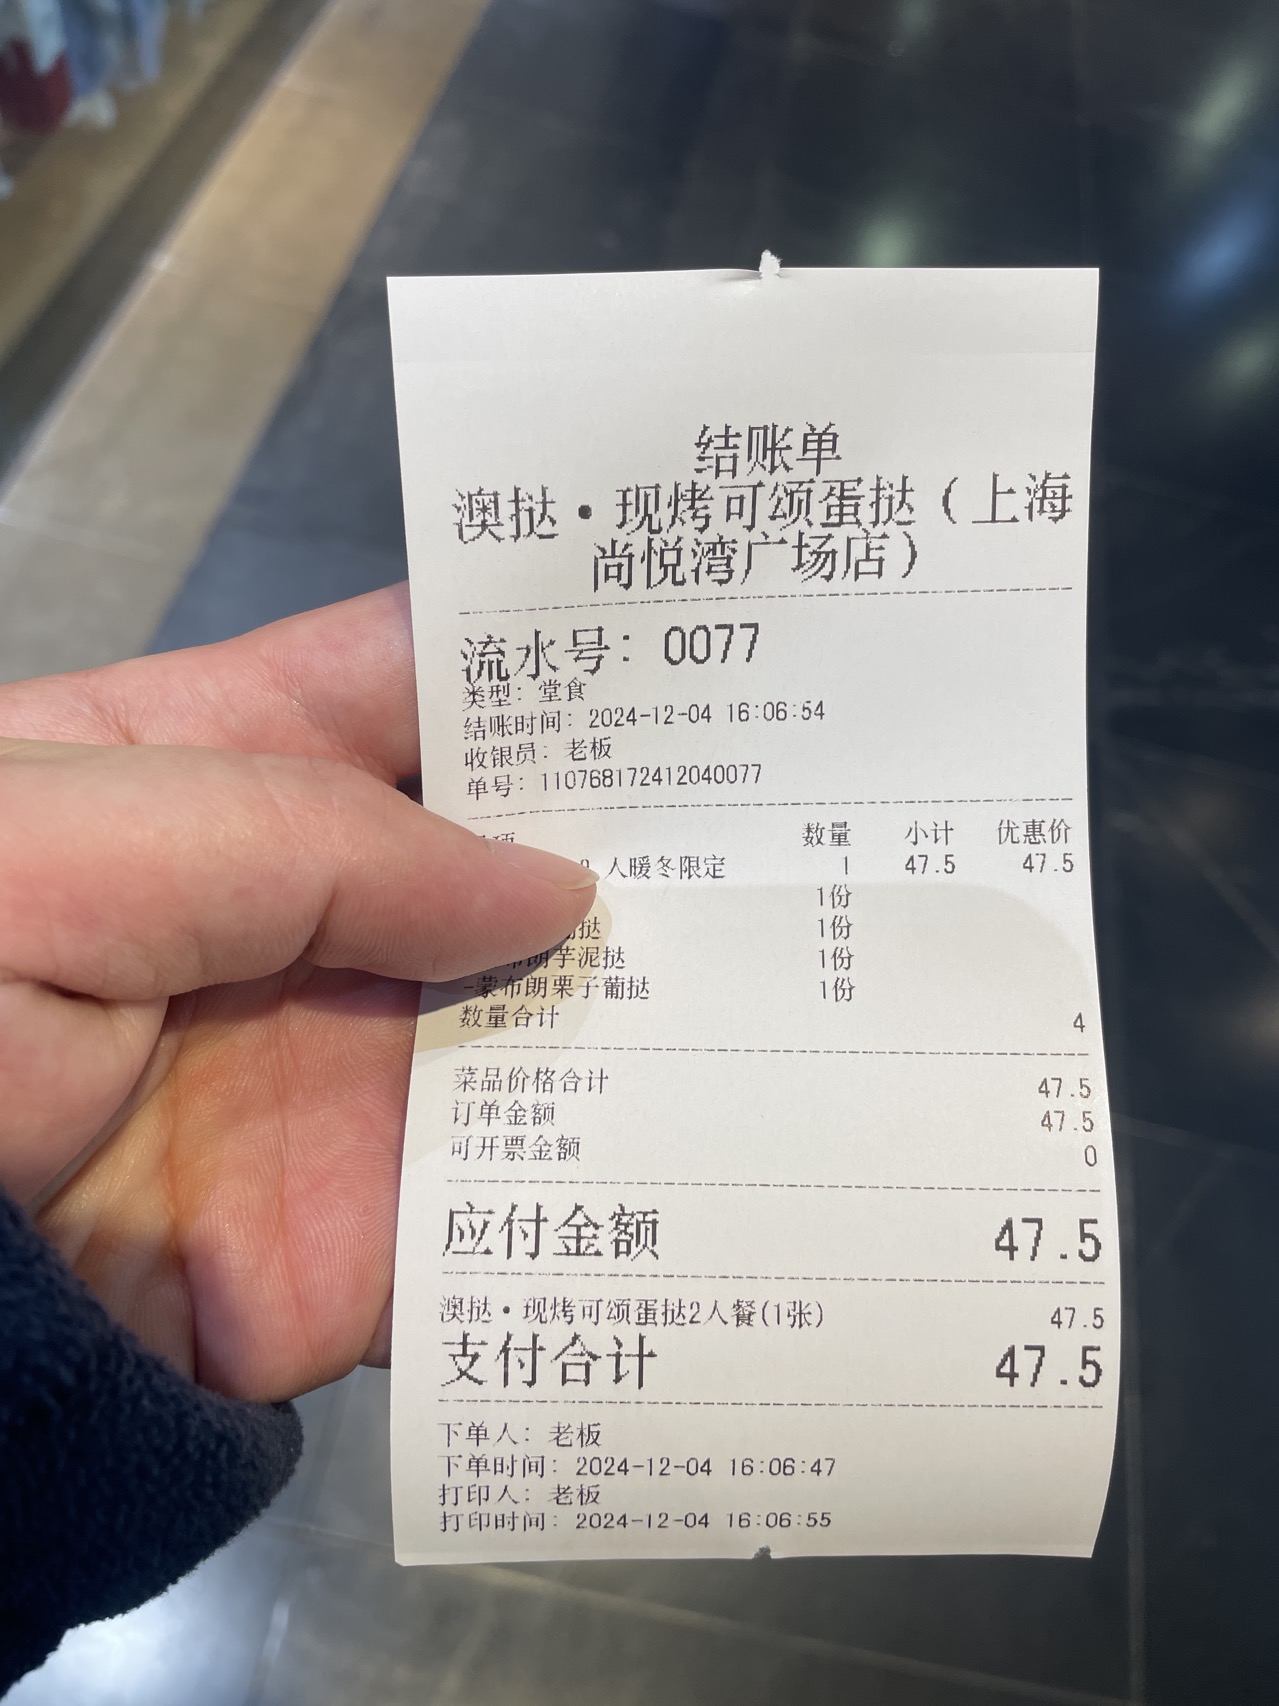 结账单
澳挞·现烤可颂蛋挞（上海
尚悦湾广场店）
流水号：0077
类型：堂食
结账时间：2024-12-04 16:06:54
收银员：老板
单号：110768172412040077
项 数量 小计 优惠价
人暖冬限定 1 47.5 47.5
1份
挞 1份
朗芋泥挞 1份
-蒙布朗栗子葡挞 1份
数量合计 4
菜品价格合计 47.5
订单金额 47.5
可开票金额 0
应付金额 47.5
澳挞·现烤可颂蛋挞2人餐(1张) 47.5
支付合计 47.5
下单人：老板
下单时间：2024-12-04 16:06:47
打印人：老板
打印时间：2024-12-04 16:06:55